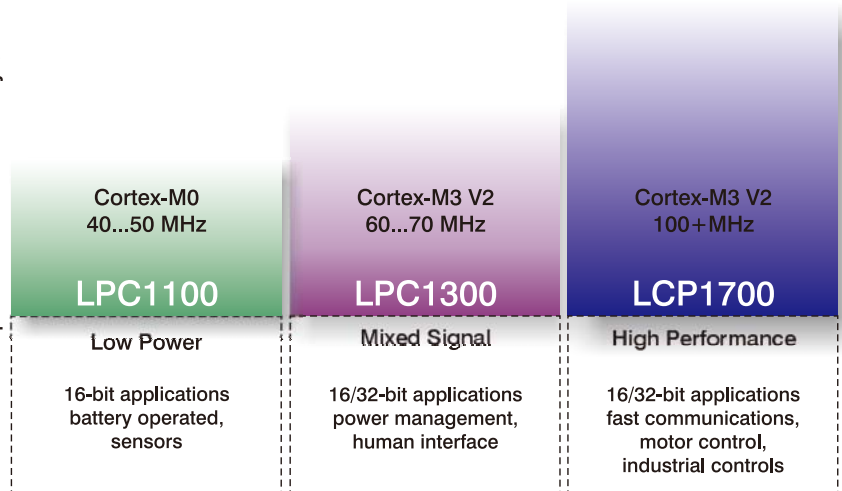 Cortex-M0
40...50 MHz
LPC1100
Low Power
16-bit applications
battery operated,
sensors
Cortex-M3 V2
60...70 MHz
LPC1300
Mixed Signal
16/32-bit applications
power management,
human interface
Cortex-M3 V2
100+MHz
LCP1700
High Performance
16/32-bit applications
fast communications,
motor control,
industrial controls